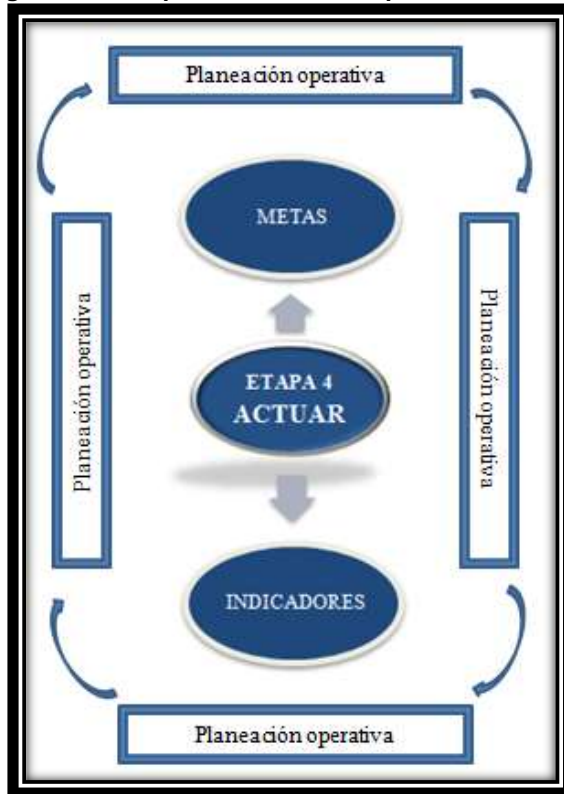 Planeación operativa
METAS
Planeación operativa
ETAPA 4
ACTUAR
Planeación operativa
INDICADORES
Planeación operativa